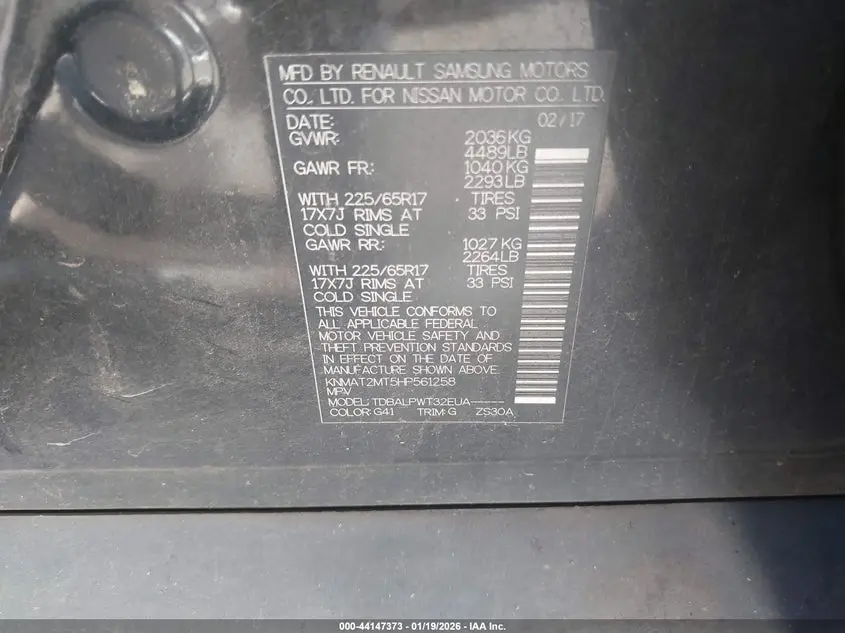 MFD BY RENAULT SAMSUNG MOTORS
CO. LTD. FOR NISSAN MOTOR CO. LTD.
DATE: 02/17
GVWR: 2036KG
4489LB
GAWR FR: 1040KG
2293LB
WITH 225/65R17 TIRES
17X7J RIMS AT 33 PSI
COLD SINGLE
GAWR RR: 1027KG
2264LB
WITH 225/65R17 TIRES
17X7J RIMS AT 33 PSI
COLD SINGLE
THIS VEHICLE CONFORMS TO
ALL APPLICABLE FEDERAL
MOTOR VEHICLE SAFETY AND
THEFT PREVENTION STANDARDS
IN EFFECT ON THE DATE OF
MANUFACTURE SHOWN ABOVE.
KNMAT2MT5HP561258
MPV
MODEL: TDBALPWT32EUA-----
COLOR: G41 TRIM: G ZS30A
000-44147373 - 01/19/2026 - IAA Inc.